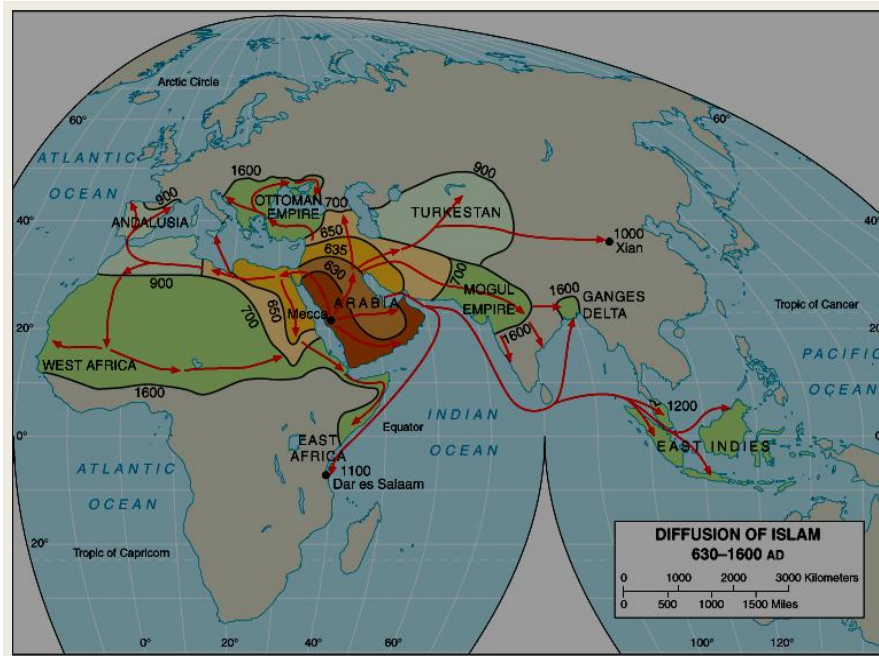 Arctic Circle
60°
60°
ATLANTIC
OCEAN
1600
900
OTTOMAN
EMPIRE
900
700
TURKESTAN
ANDALUSIA
40°
40°
650
635
630
1000
Xian
900
700
650
ARABIA
Mecca
700
MOGUL
EMPIRE
1600
GANGES
DELTA
1600
Tropic of Cancer
20°
20°
PACIFIC
OCEAN
WEST AFRICA
1600
INDIAN
OCEAN
1200
Equator
0°
EAST
AFRICA
EAST INDIES
ATLANTIC
OCEAN
1100
Dar es Salaam
20°
Tropic of Capricorn
DIFFUSION OF ISLAM
630–1600 AD
0 1000 2000 3000 Kilometers
0 500 1000 1500 Miles
0° 20° 40° 60° 100° 120°